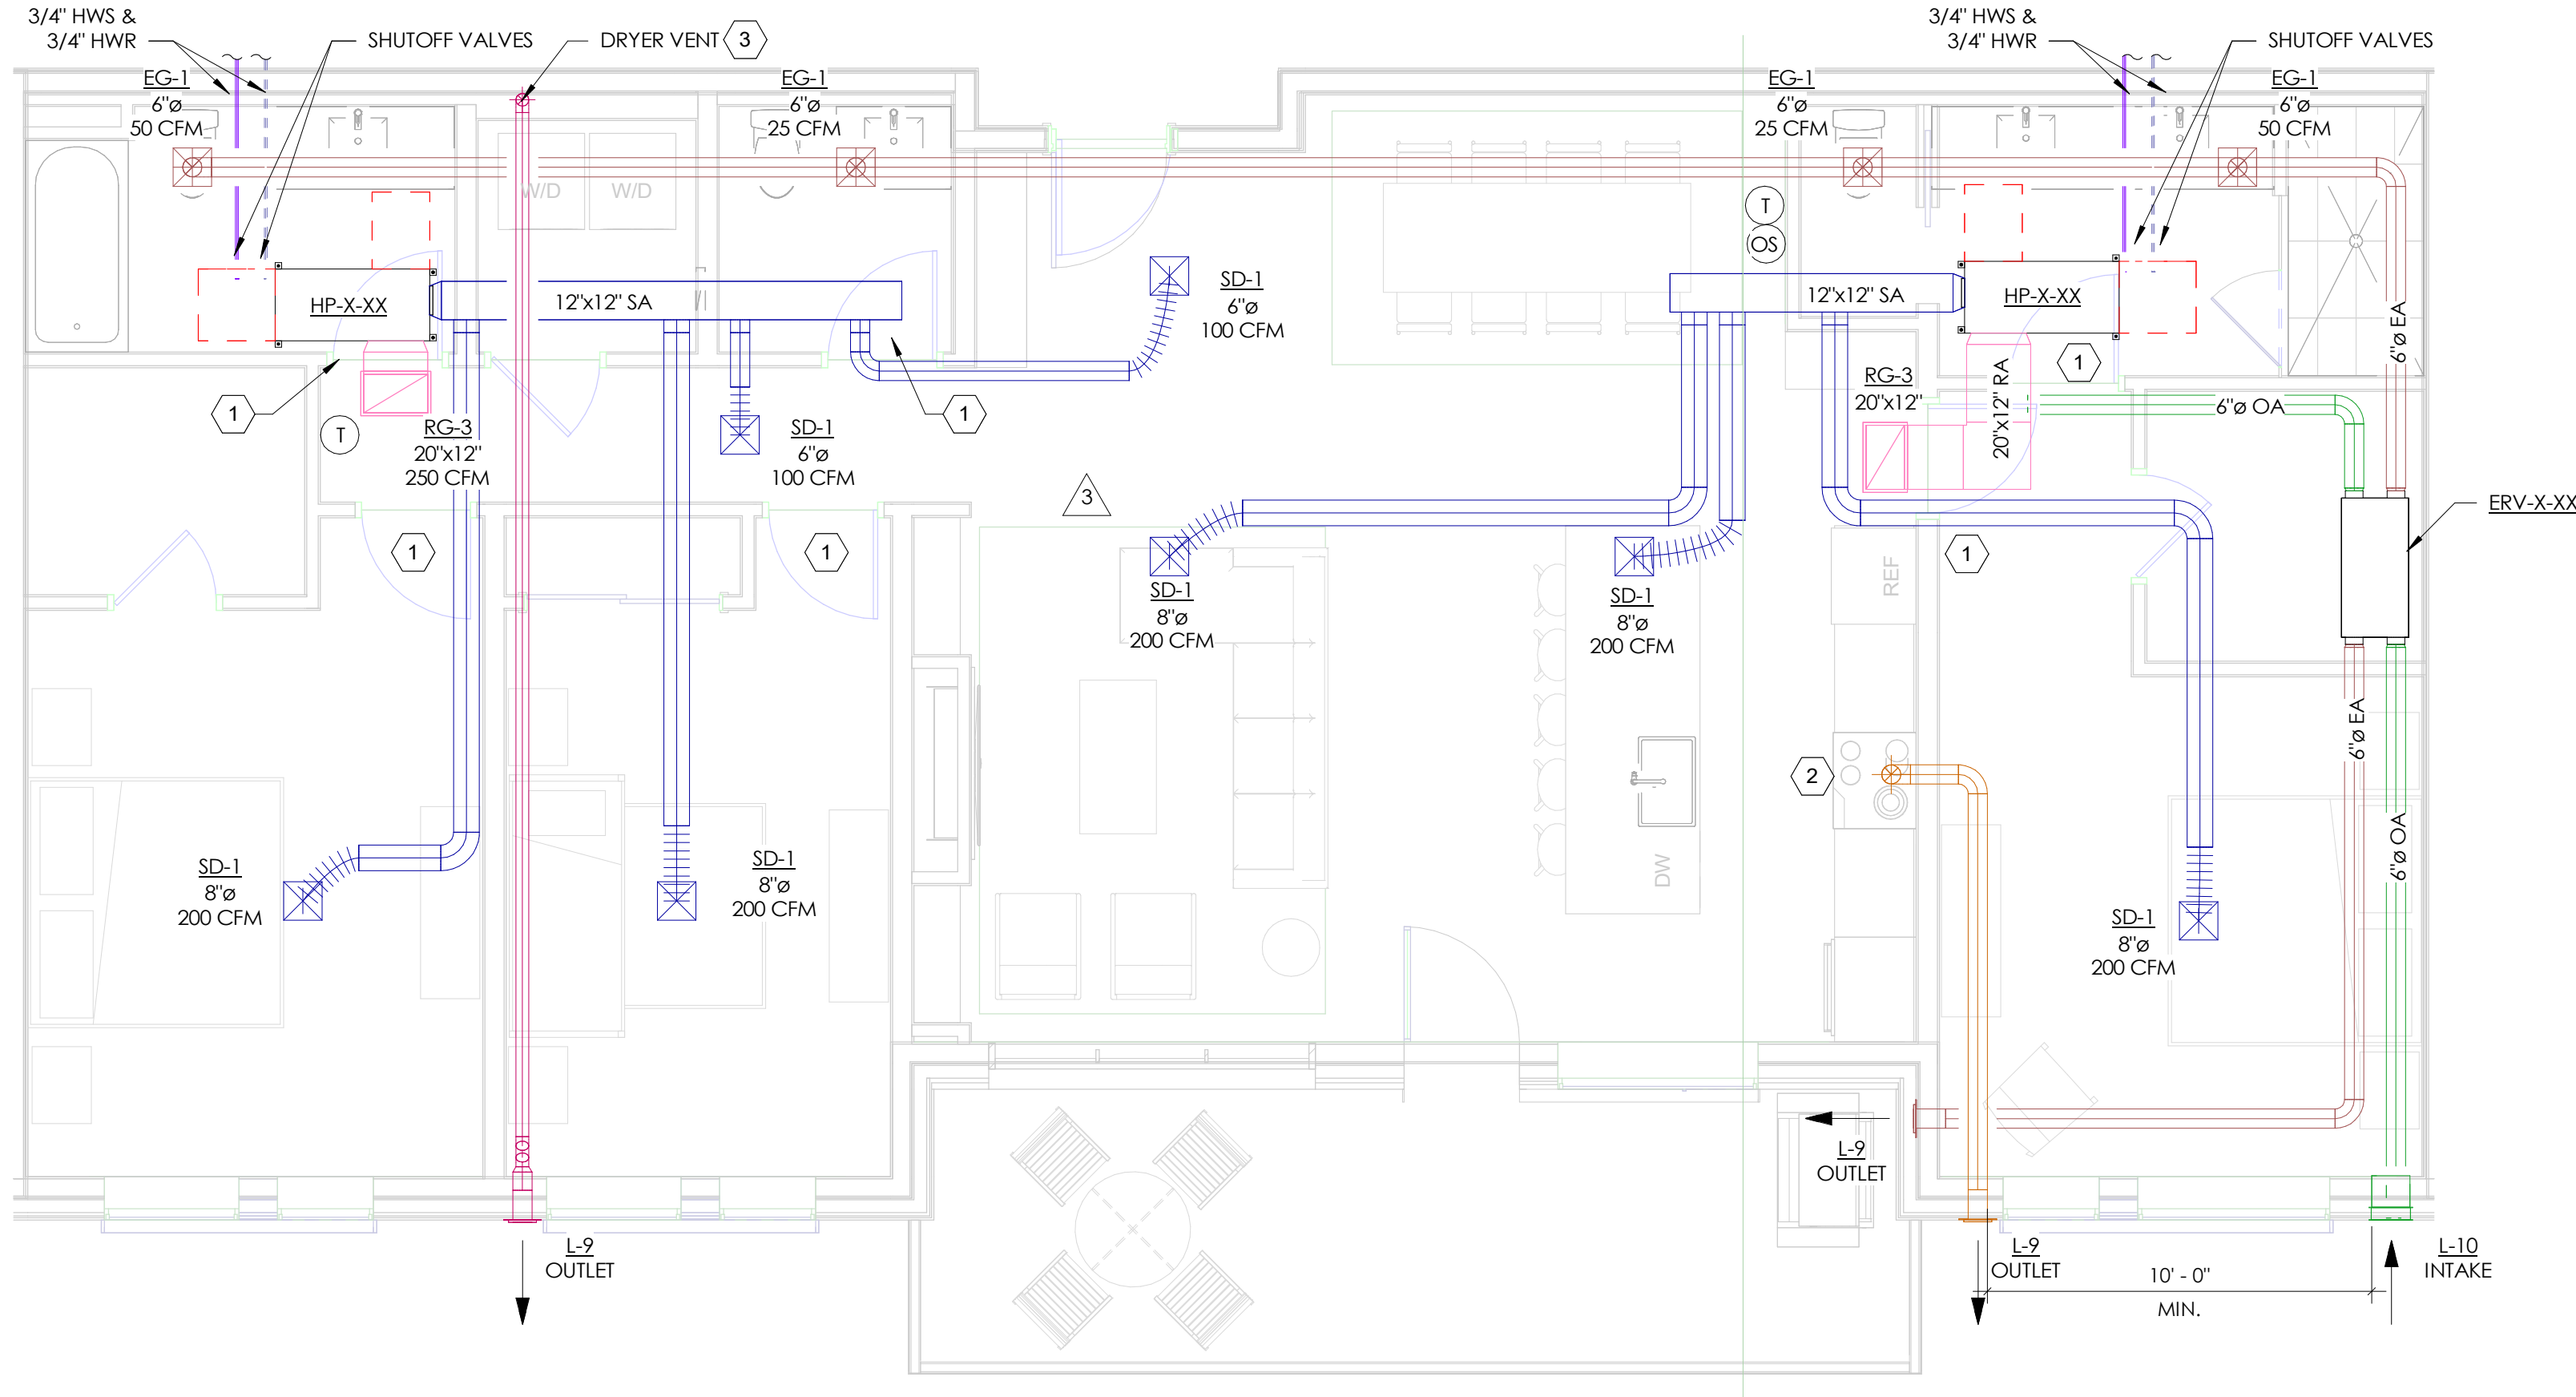 3/4" HWS &
3/4" HWR
SHUTOFF VALVES
DRYER VENT
3
3/4" HWS &
3/4" HWR
SHUTOFF VALVES
EG-1
6"ø
50 CFM
EG-1
6"ø
25 CFM
EG-1
6"ø
25 CFM
EG-1
6"ø
50 CFM
W/D
W/D
T
OS
HP-X-XX
12"x12" SA
SD-1
6"ø
100 CFM
12"x12" SA
HP-X-XX
6"ø EA
1
T
RG-3
20"x12"
250 CFM
SD-1
6"ø
100 CFM
1
RG-3
20"x12"
20"x12" RA
1
6"ø OA
3
ERV-X-XX
1
1
SD-1
8"ø
200 CFM
SD-1
8"ø
200 CFM
REF
1
6"ø EA
2
SD-1
8"ø
200 CFM
SD-1
8"ø
200 CFM
DW
6"ø OA
SD-1
8"ø
200 CFM
L-9
OUTLET
L-9
OUTLET
L-9
OUTLET
10' - 0"
MIN.
L-10
INTAKE